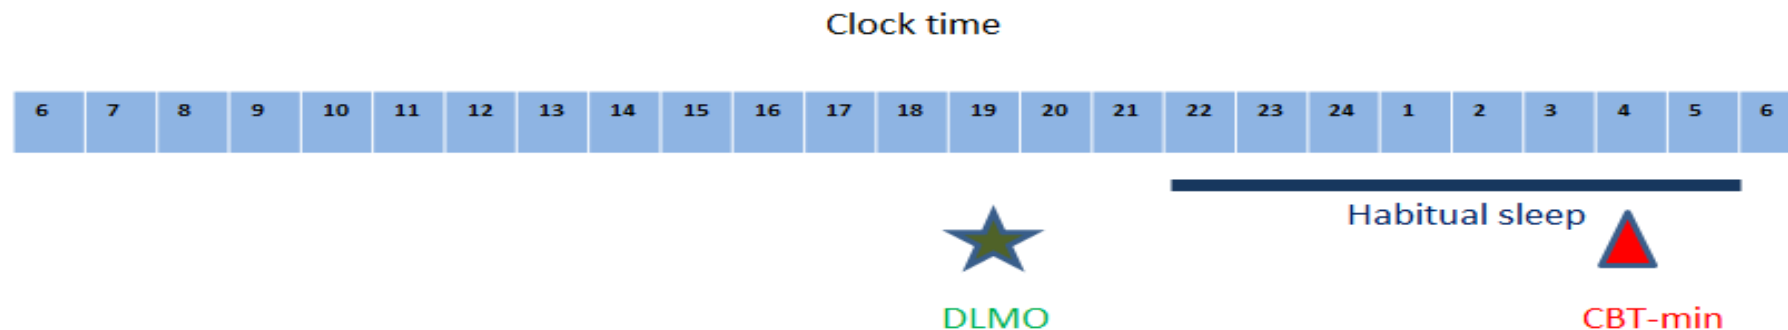 Clock time
6 7 8 9 10 11 12 13 14 15 16 17 18 19 20 21 22 23 24 1 2 3 4 5 6
Habitual sleep
DLMO CBT-min